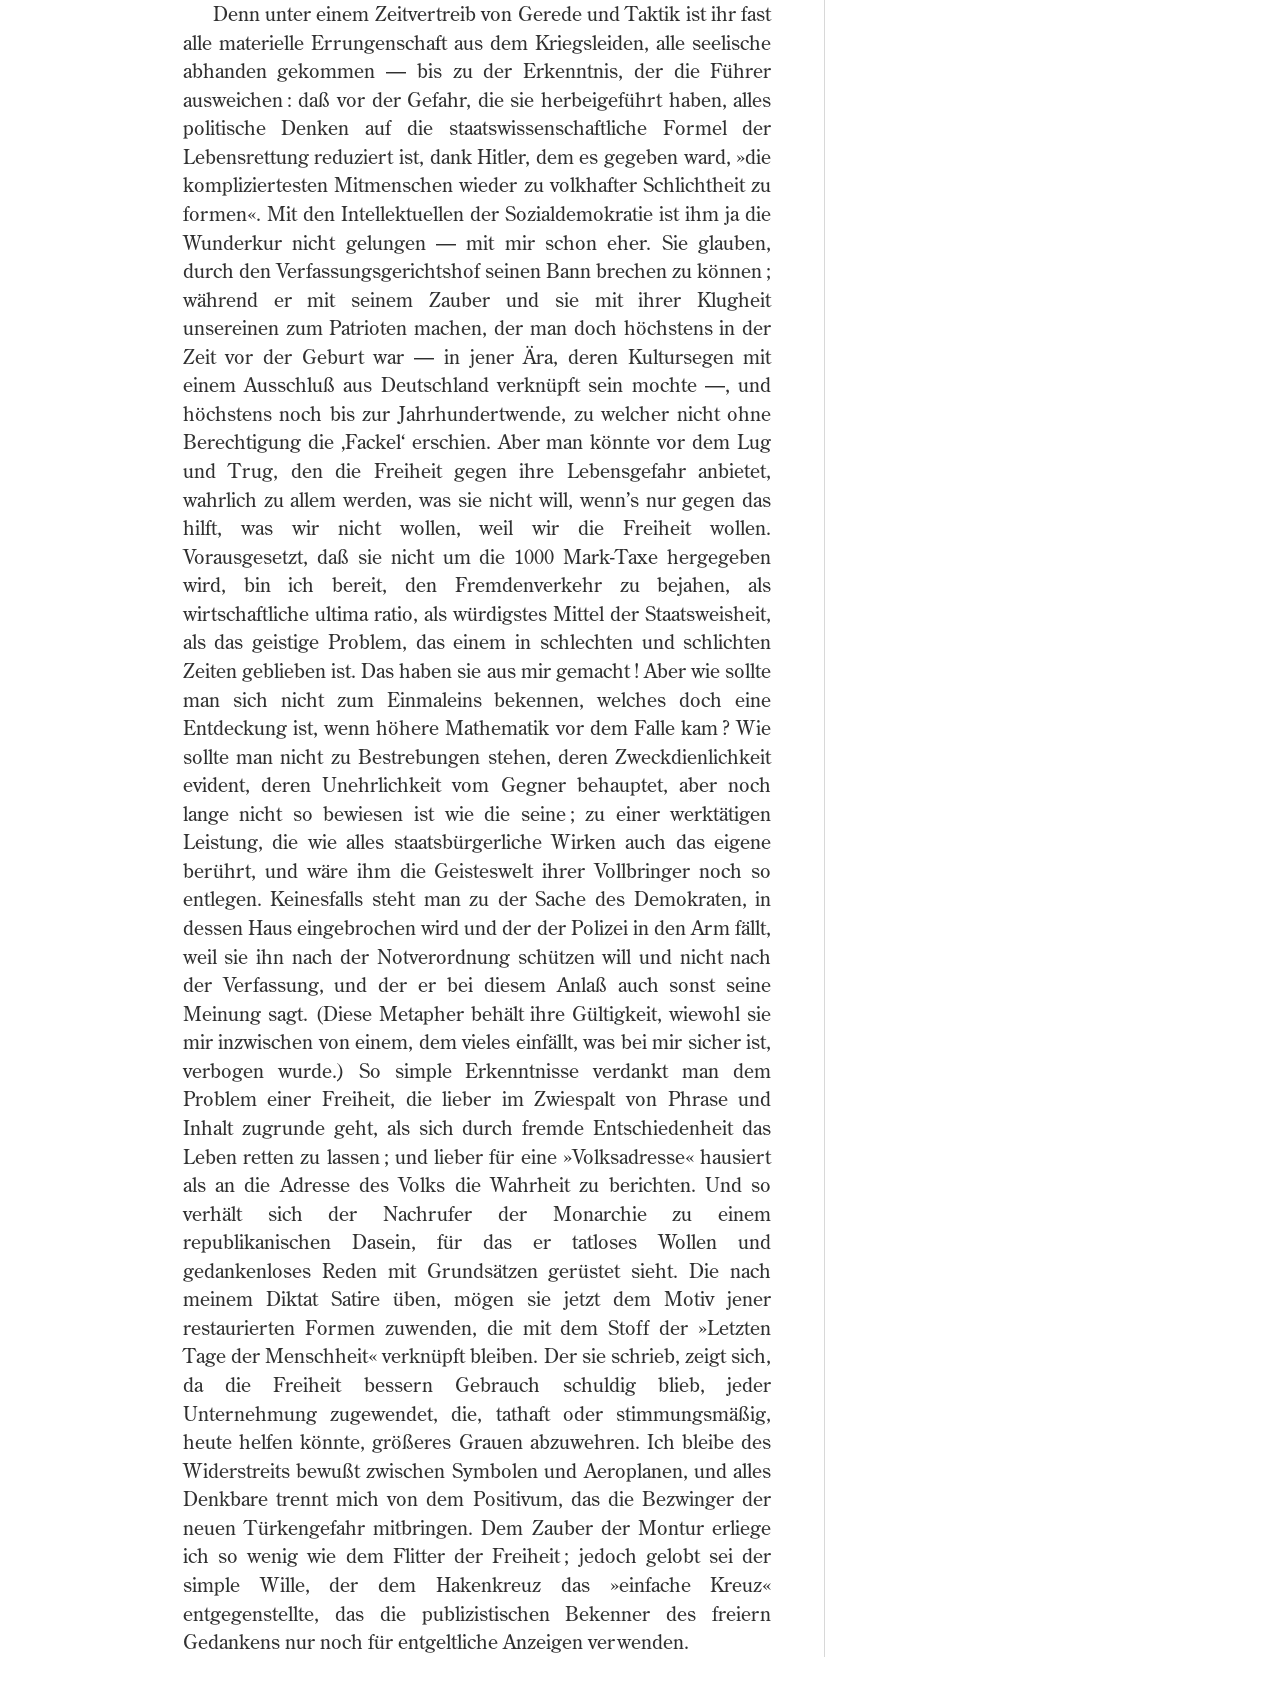 Denn unter einem Zeitvertreib von Gerede und Taktik ist ihr fast
alle materielle Errungenschaft aus dem Kriegsleiden, alle seelische
abhanden gekommen — bis zu der Erkenntnis, der die Führer
ausweichen : daß vor der Gefahr, die sie herbeigeführt haben, alles
politische Denken auf die staatswissenschaftliche Formel der
Lebensrettung reduziert ist, dank Hitler, dem es gegeben ward, »die
kompliziertesten Mitmenschen wieder zu volkhafter Schlichtheit zu
formen«. Mit den Intellektuellen der Sozialdemokratie ist ihm ja die
Wunderkur nicht gelungen — mit mir schon eher. Sie glauben,
durch den Verfassungsgerichtshof seinen Bann brechen zu können ;
während er mit seinem Zauber und sie mit ihrer Klugheit
unsereinen zum Patrioten machen, der man doch höchstens in der
Zeit vor der Geburt war — in jener Ära, deren Kultursegen mit
einem Ausschluß aus Deutschland verknüpft sein mochte —, und
höchstens noch bis zur Jahrhundertwende, zu welcher nicht ohne
Berechtigung die ‚Fackel‘ erschien. Aber man könnte vor dem Lug
und Trug, den die Freiheit gegen ihre Lebensgefahr anbietet,
wahrlich zu allem werden, was sie nicht will, wenn’s nur gegen das
hilft, was wir nicht wollen, weil wir die Freiheit wollen.
Vorausgesetzt, daß sie nicht um die 1000 Mark-Taxe hergegeben
wird, bin ich bereit, den Fremdenverkehr zu bejahen, als
wirtschaftliche ultima ratio, als würdigstes Mittel der Staatsweisheit,
als das geistige Problem, das einem in schlechten und schlichten
Zeiten geblieben ist. Das haben sie aus mir gemacht ! Aber wie sollte
man sich nicht zum Einmaleins bekennen, welches doch eine
Entdeckung ist, wenn höhere Mathematik vor dem Falle kam ? Wie
sollte man nicht zu Bestrebungen stehen, deren Zweckdienlichkeit
evident, deren Unehrlichkeit vom Gegner behauptet, aber noch
lange nicht so bewiesen ist wie die seine ; zu einer werktätigen
Leistung, die wie alles staatsbürgerliche Wirken auch das eigene
berührt, und wäre ihm die Geisteswelt ihrer Vollbringer noch so
entlegen. Keinesfalls steht man zu der Sache des Demokraten, in
dessen Haus eingebrochen wird und der der Polizei in den Arm fällt,
weil sie ihn nach der Notverordnung schützen will und nicht nach
der Verfassung, und der er bei diesem Anlaß auch sonst seine
Meinung sagt. (Diese Metapher behält ihre Gültigkeit, wiewohl sie
mir inzwischen von einem, dem vieles einfällt, was bei mir sicher ist,
verbogen wurde.) So simple Erkenntnisse verdankt man dem
Problem einer Freiheit, die lieber im Zwiespalt von Phrase und
Inhalt zugrunde geht, als sich durch fremde Entschiedenheit das
Leben retten zu lassen ; und lieber für eine »Volksadresse« hausiert
als an die Adresse des Volks die Wahrheit zu berichten. Und so
verhält sich der Nachrufer der Monarchie zu einem
republikanischen Dasein, für das er tatloses Wollen und
gedankenloses Reden mit Grundsätzen gerüstet sieht. Die nach
meinem Diktat Satire üben, mögen sie jetzt dem Motiv jener
restaurierten Formen zuwenden, die mit dem Stoff der »Letzten
Tage der Menschheit« verknüpft bleiben. Der sie schrieb, zeigt sich,
da die Freiheit bessern Gebrauch schuldig blieb, jeder
Unternehmung zugewendet, die, tathaft oder stimmungsmäßig,
heute helfen könnte, größeres Grauen abzuwehren. Ich bleibe des
Widerstreits bewußt zwischen Symbolen und Aeroplanen, und alles
Denkbare trennt mich von dem Positivum, das die Bezwinger der
neuen Türkengefahr mitbringen. Dem Zauber der Montur erliege
ich so wenig wie dem Flitter der Freiheit ; jedoch gelobt sei der
simple Wille, der dem Hakenkreuz das »einfache Kreuz«
entgegenstellte, das die publizistischen Bekenner des freiern
Gedankens nur noch für entgeltliche Anzeigen verwenden.